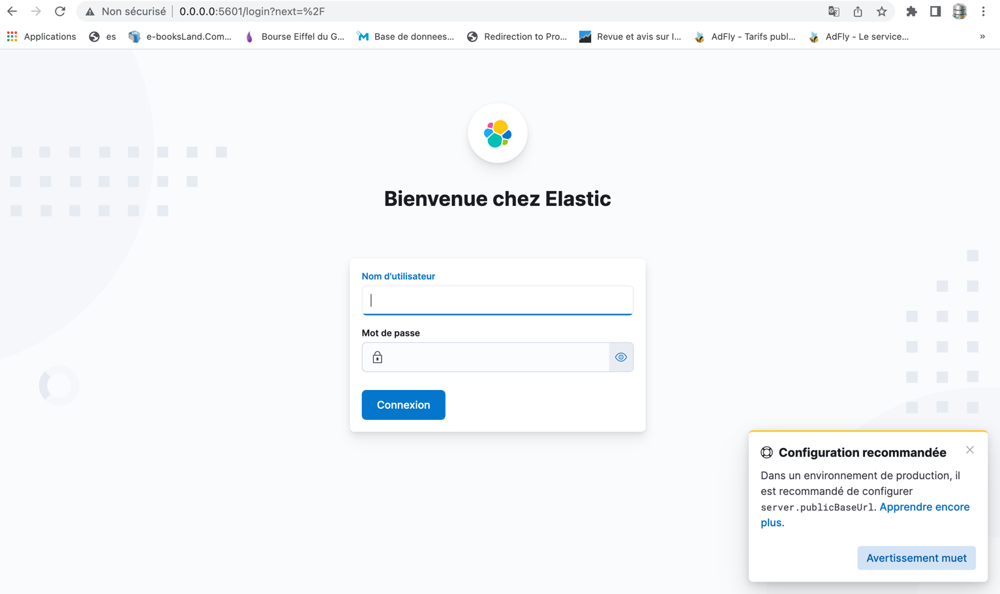 Non sécurisé 0.0.0.0:5601/login?next=%2F
Applications es e-booksLand.Com... Bourse Eiffel du G... Base de donnees... Redirection to Pro... Revue et avis sur l... AdFly - Tarifs publ... AdFly - Le service... »
Bienvenue chez Elastic
Nom d'utilisateur
Mot de passe
Connexion
Configuration recommandée
Dans un environnement de production, il
est recommandé de configurer
server.publicBaseUrl. Apprendre encore
plus.
Avertissement muet